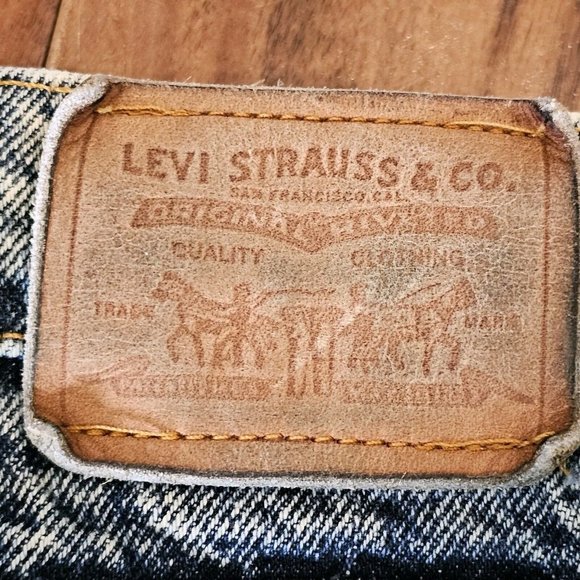 LEVI STRAUSS & CO.
SAN FRANCISCO, CAL.
ORIGINAL RIVETED
QUALITY CLOTHING
TRADE MARK